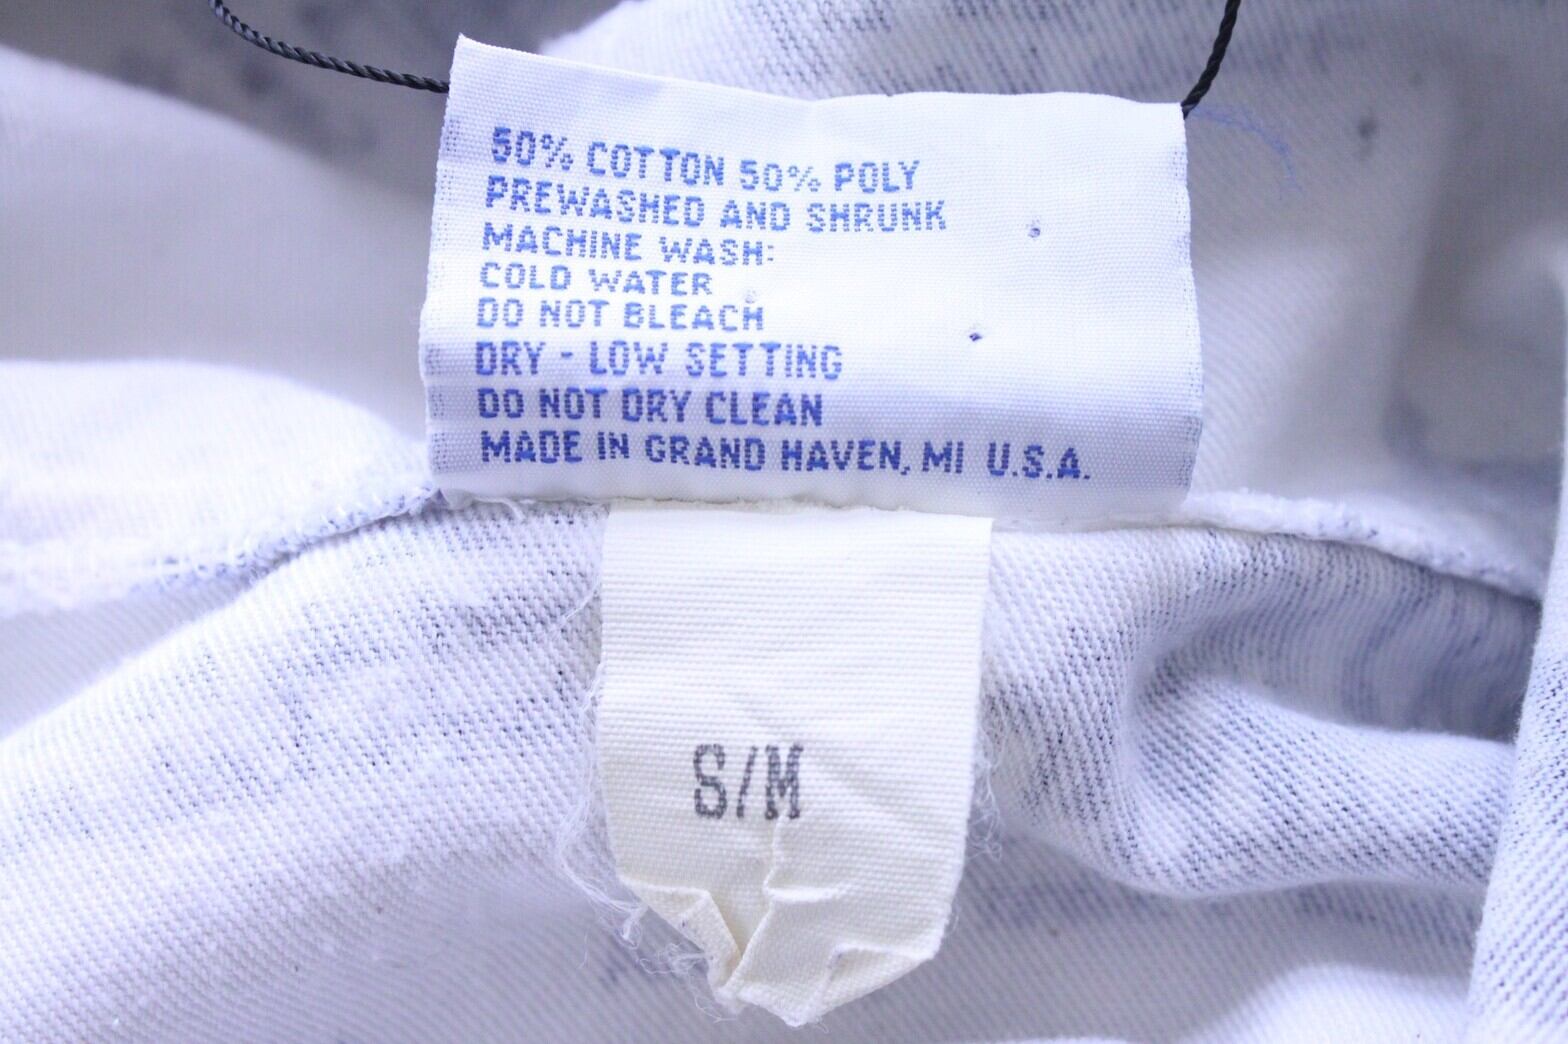 50% COTTON 50% POLY
PREWASHED AND SHRUNK
MACHINE WASH:
COLD WATER
DO NOT BLEACH
DRY - LOW SETTING
DO NOT DRY CLEAN
MADE IN GRAND HAVEN, MI U.S.A.
S/M